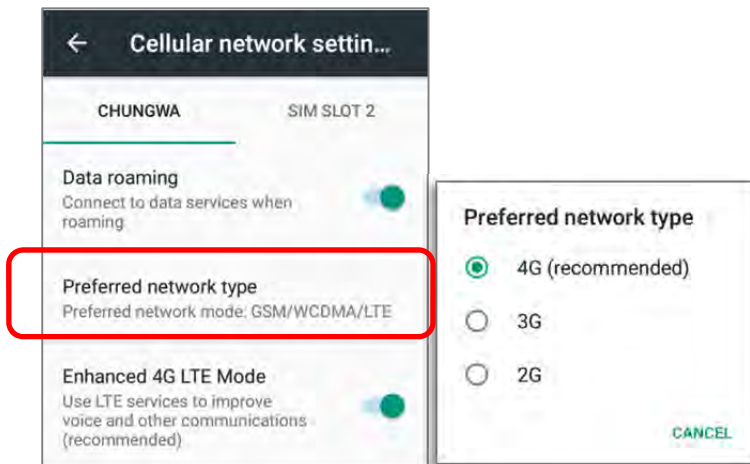 Cellular network settin...
CHUNGWA
SIM SLOT 2
Data roaming
Connect to data services when
roaming
Preferred network type
Preferred network mode: GSM/WCDMA/LTE
Enhanced 4G LTE Mode
Use LTE services to improve
voice and other communications
(recommended)
Preferred network type
4G (recommended)
3G
2G
CANCEL